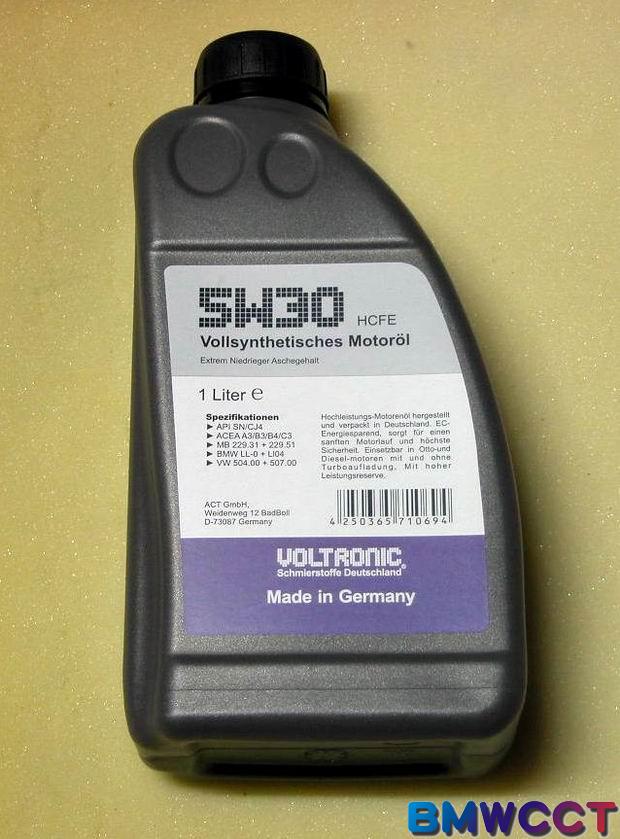 5W30 HCFE
Vollsynthetisches Motoröl
Extrem Niedrieger Aschegehalt
1 Liter ℮
Spezifikationen
► API SN/CJ4
► ACEA A3/B3/B4/C3
► MB 229.31 + 229.51
► BMW LL-0 + LI04
► VW 504.00 + 507.00
Hochleistungs-Motorenöl hergestellt
und verpackt in Deutschland. EC-
Energiesparend, sorgt für einen
sanften Motorlauf und höchste
Sicherheit. Einsetzbar in Otto-und
Diesel-motoren mit und ohne
Turboaufladung. Mit hoher
Leistungsreserve.
ACT GmbH,
Weidenweg 12 BadBoll
D-73087 Germany
4 250365 710694
VOLTRONIC®
Schmierstoffe Deutschland
Made in Germany
BMWCCT